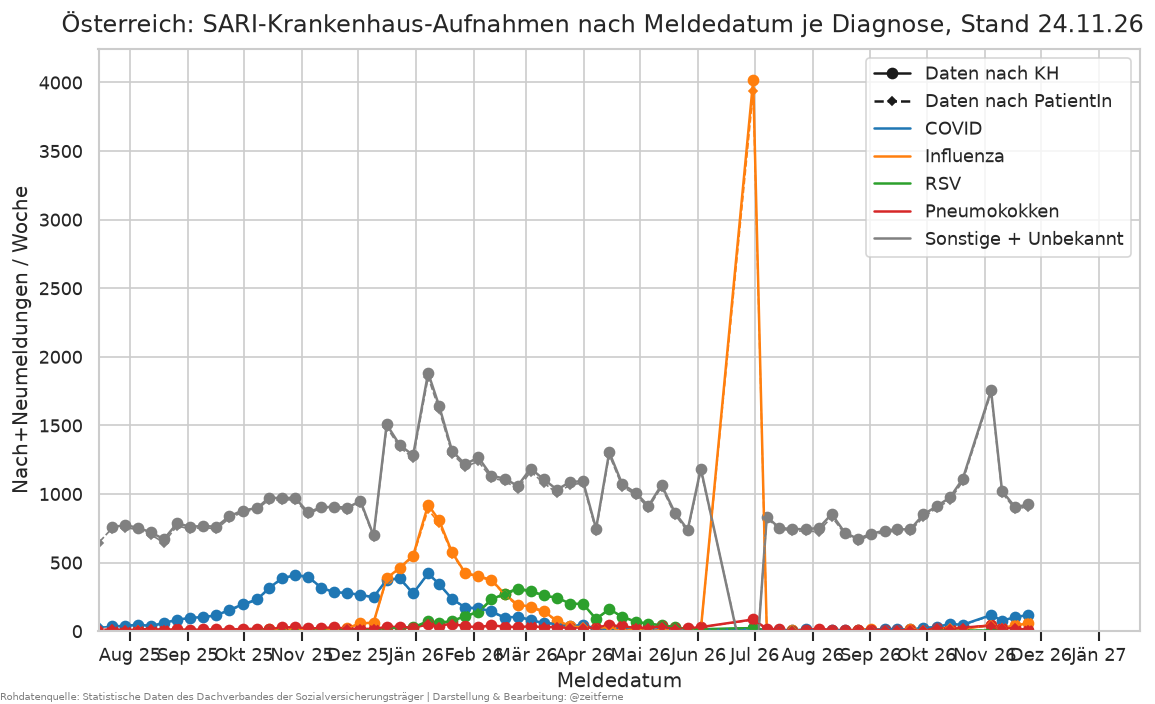 Österreich: SARI-Krankenhaus-Aufnahmen nach Meldedatum je Diagnose, Stand 24.11.26
Nach+Neumeldungen / Woche
4000
3500
3000
2500
2000
1500
1000
500
0
Daten nach KH
Daten nach PatientIn
COVID
Influenza
RSV
Pneumokokken
Sonstige + Unbekannt
Aug 25 Sep 25 Okt 25 Nov 25 Dez 25 Jän 26 Feb 26 Mär 26 Apr 26 Mai 26 Jun 26 Jul 26 Aug 26 Sep 26 Okt 26 Nov 26 Dez 26 Jän 27
Meldedatum
Rohdatenquelle: Statistische Daten des Dachverbandes der Sozialversicherungsträger | Darstellung & Bearbeitung: @zeitferne